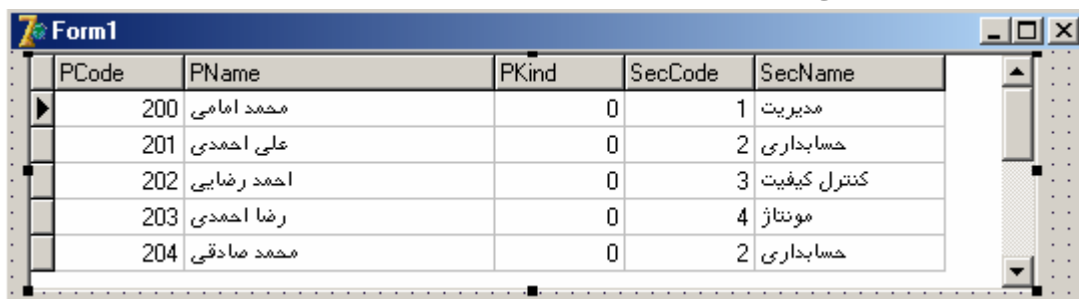 Form1
PCode PName PKind SecCode SecName
200 محمد امامی 0 1 مدیریت
201 علی احمدی 0 2 حسابداری
202 احمد رضایی 0 3 کنترل کیفیت
203 رضا احمدی 0 4 مونتاژ
204 محمد صادقی 0 2 حسابداری